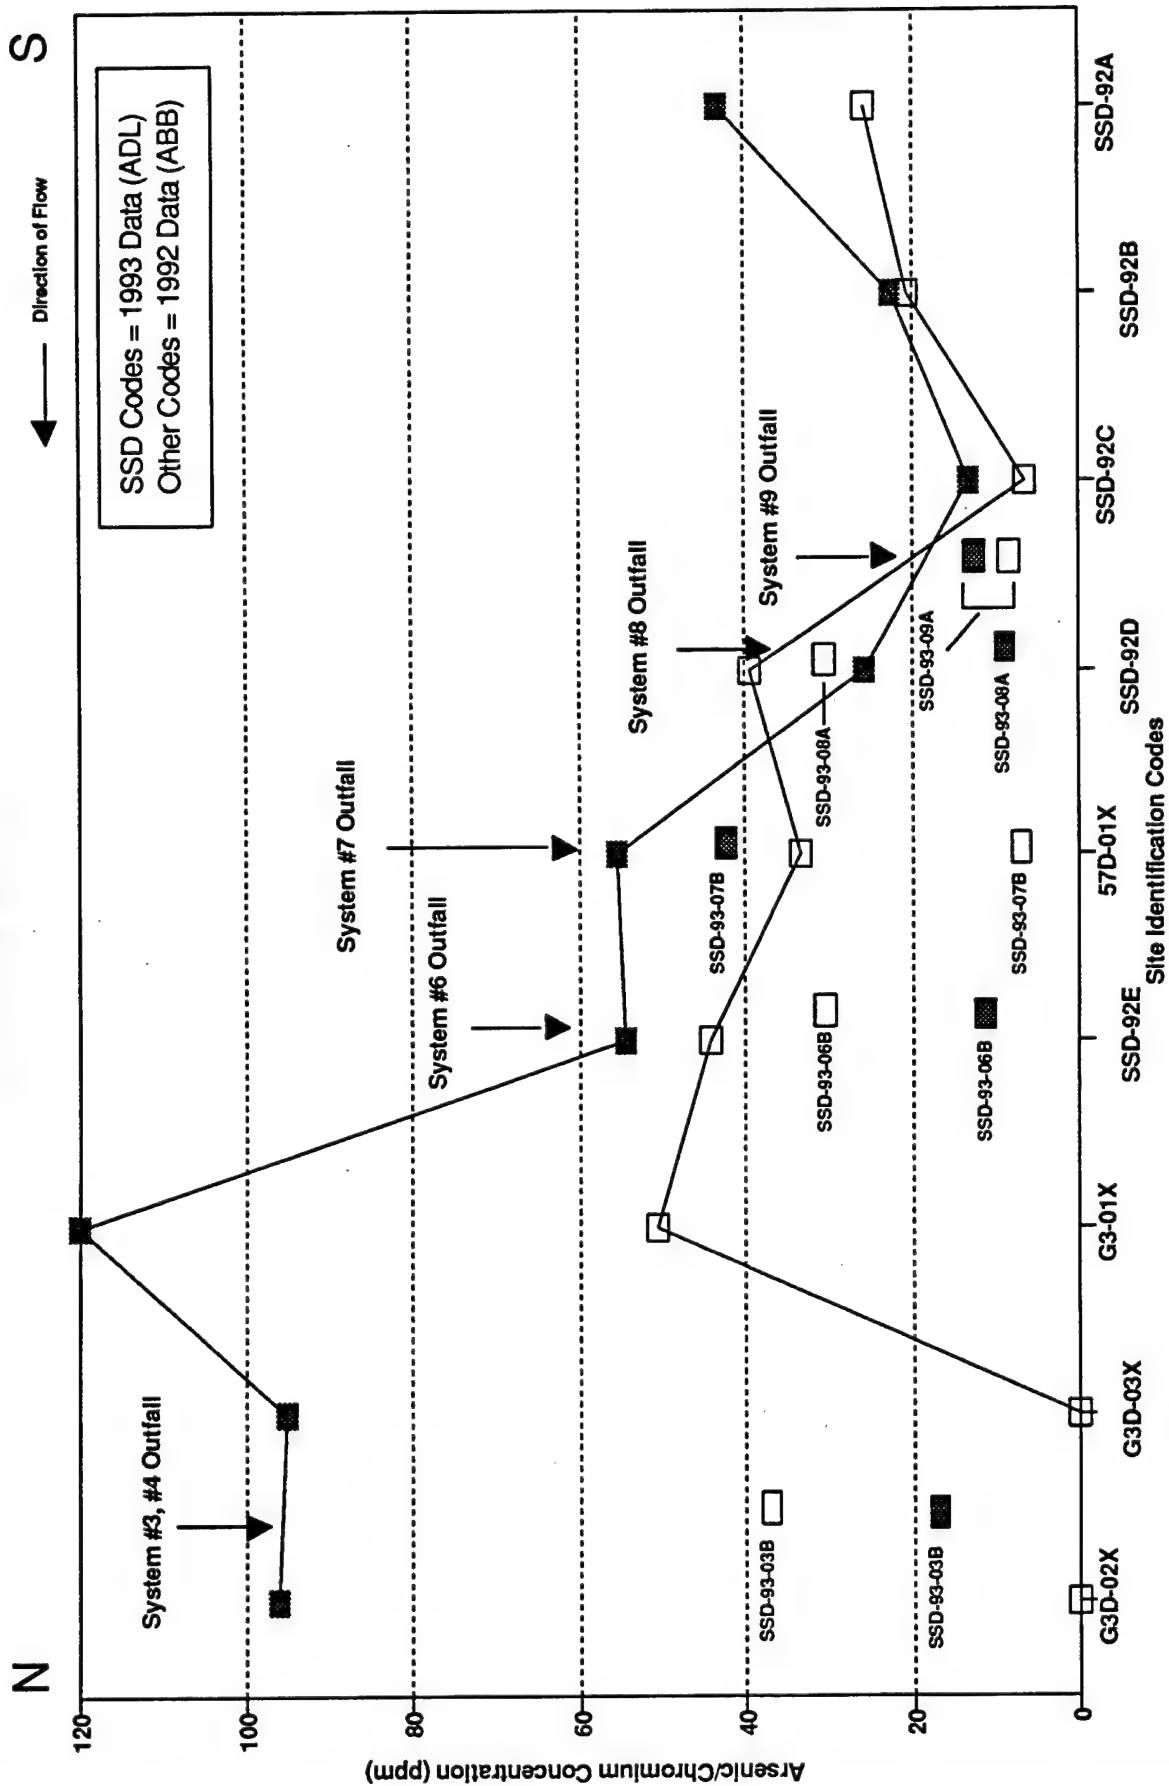 N
S
Direction of Flow
SSD Codes = 1993 Data (ADL)
Other Codes = 1992 Data (ABB)
System #3, #4 Outfall
System #6 Outfall
System #7 Outfall
System #8 Outfall
System #9 Outfall
SSD-93-03B
SSD-93-03B
SSD-93-06B
SSD-93-06B
SSD-93-07B
SSD-93-07B
SSD-93-08A
SSD-93-08A
SSD-93-09A
120
100
80
60
40
20
0
Arsenic/Chromium Concentration (ppm)
G3D-02X
G3D-03X
G3-01X
SSD-92E
57D-01X
SSD-92D
SSD-92C
SSD-92B
SSD-92A
Site Identification Codes